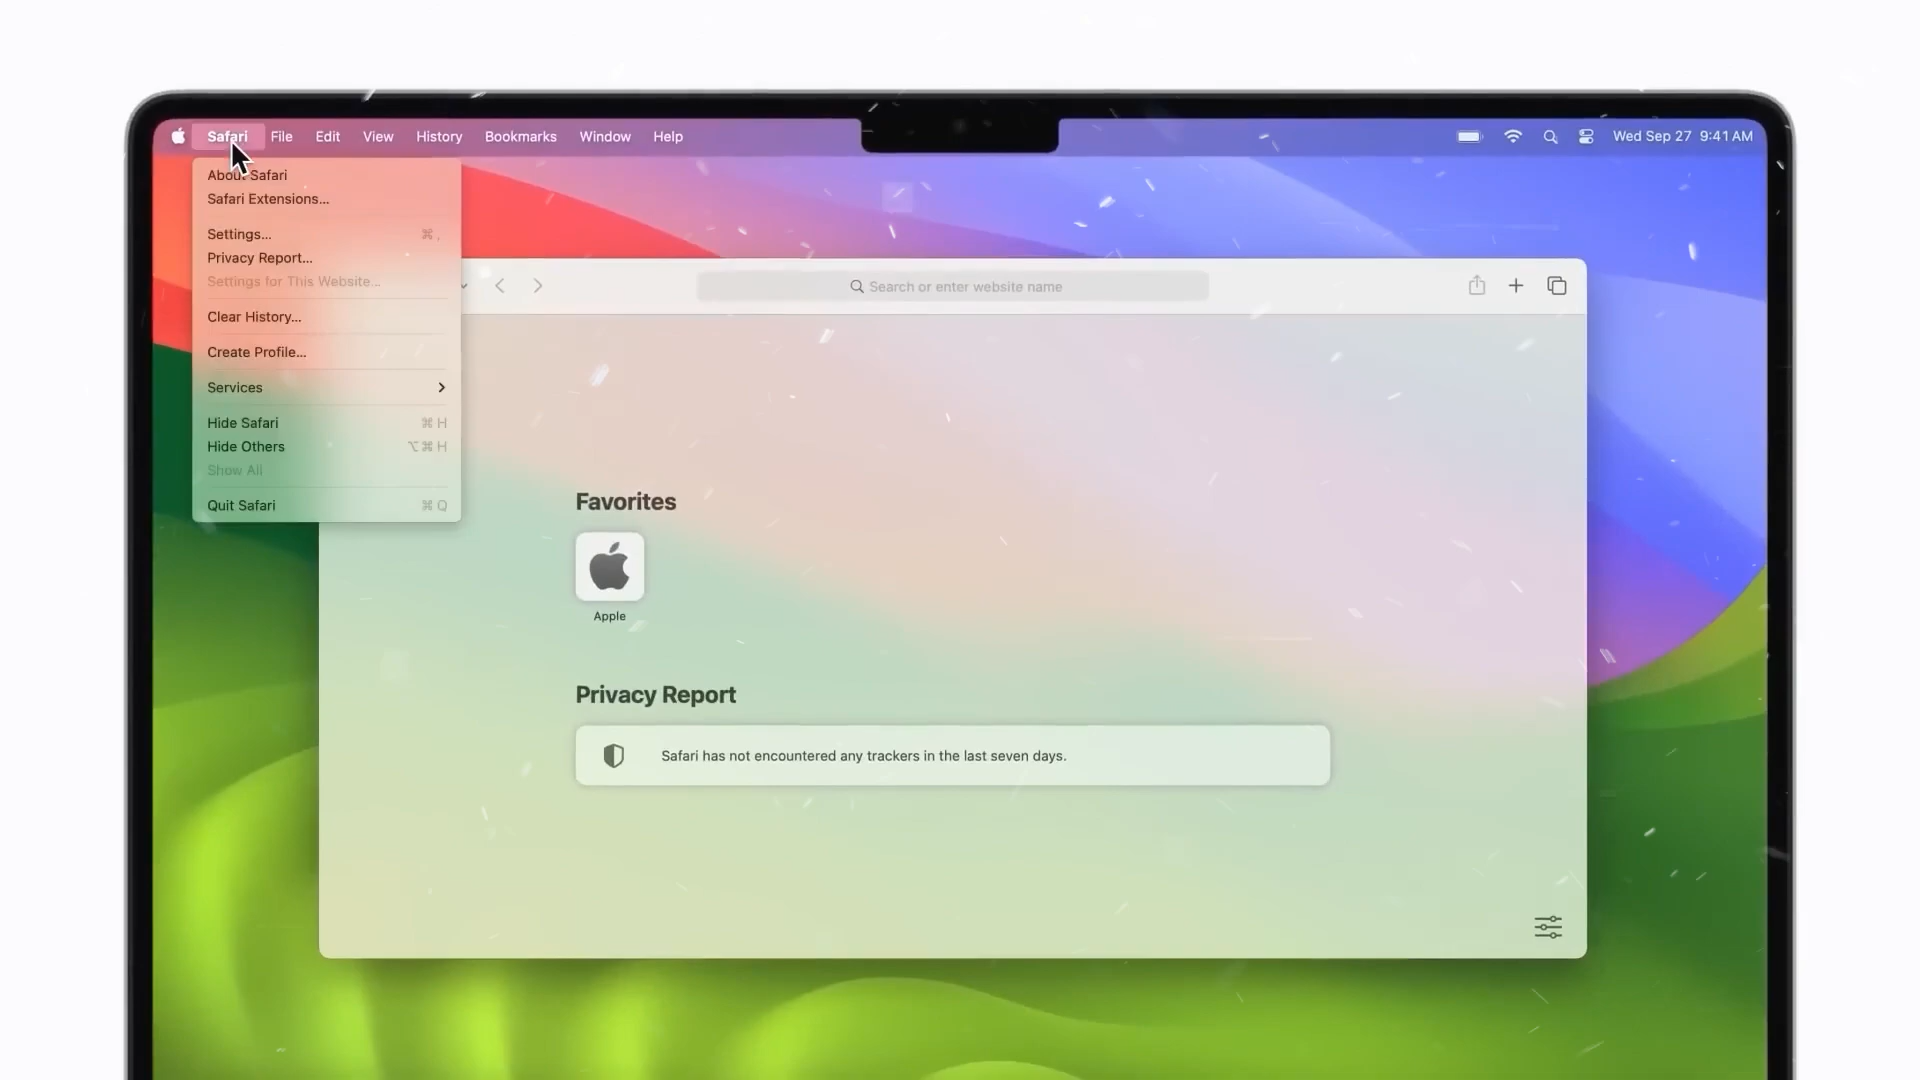 Safari File Edit View History Bookmarks Window Help Wed Sep 27 9:41 AM
About Safari
Safari Extensions...
Settings... ⌘ ,
Privacy Report...
Settings for This Website...
Clear History...
Create Profile...
Services
Hide Safari ⌘ H
Hide Others ⌥ ⌘ H
Show All
Quit Safari ⌘ Q
Search or enter website name
Favorites
Apple
Privacy Report
Safari has not encountered any trackers in the last seven days.